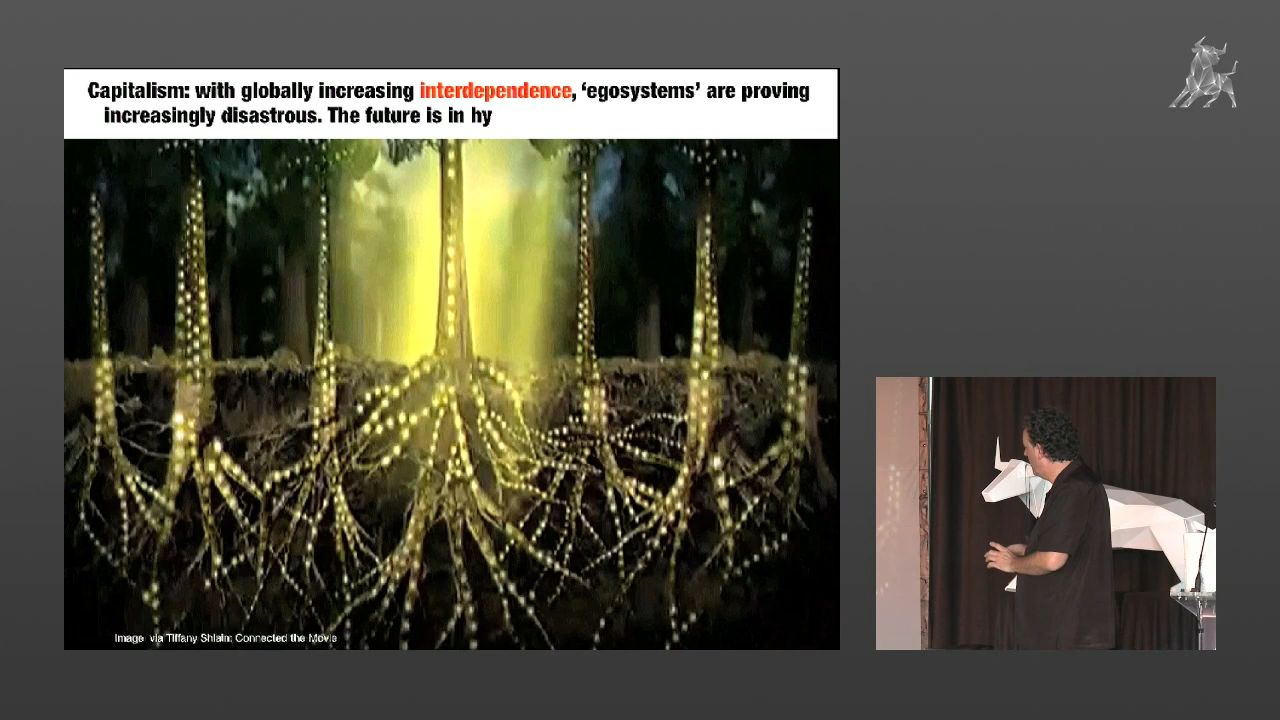 Capitalism: with globally increasing interdependence, ‘egosystems’ are proving
increasingly disastrous. The future is in hy
Image via Tiffany Shlain: Connected the Movie